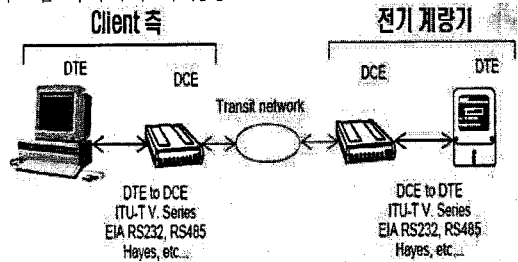 Client 측
전기 계량기
DTE
DCE
DCE
DTE
Transit network
DTE to DCE
ITU-T V. Series
EIA RS232, RS485
Hayes, etc...
DCE to DTE
ITU-T V. Series
EIA RS232, RS485
Hayes, etc...